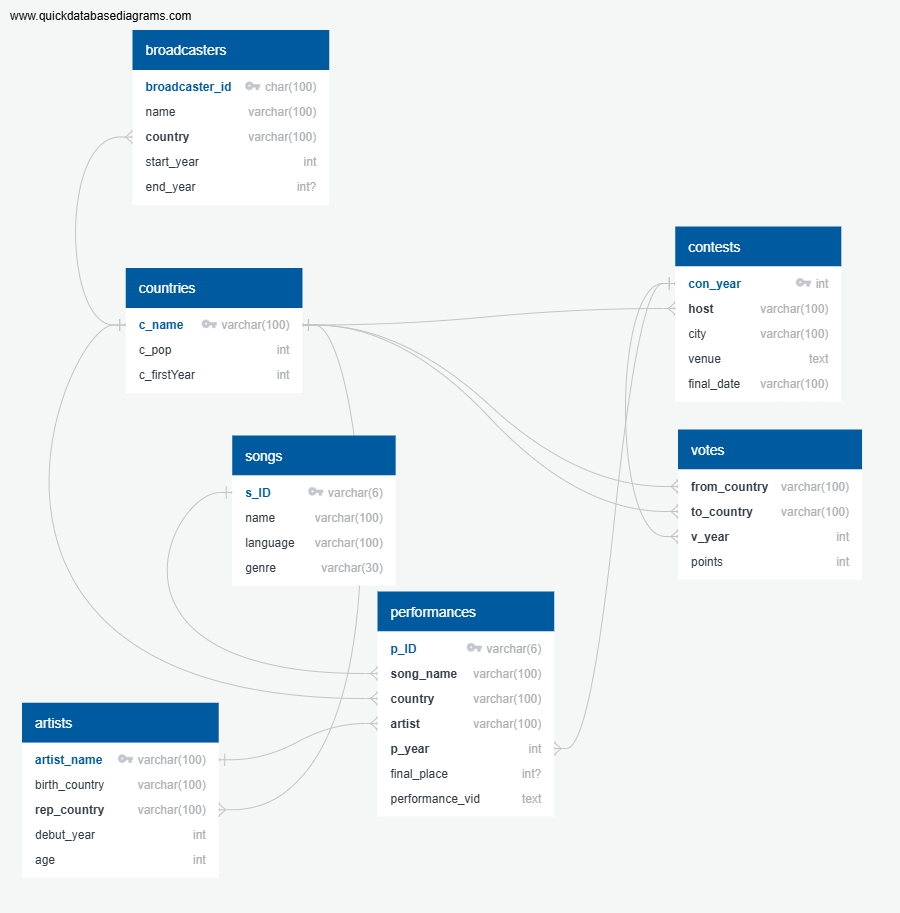 www.quickdatabasediagrams.com
broadcasters
broadcaster_id char(100)
name varchar(100)
country varchar(100)
start_year int
end_year int?
countries
c_name varchar(100)
c_pop int
c_firstYear int
contests
con_year int
host varchar(100)
city varchar(100)
venue text
final_date varchar(100)
songs
s_ID varchar(6)
name varchar(100)
language varchar(100)
genre varchar(30)
votes
from_country varchar(100)
to_country varchar(100)
v_year int
points int
performances
p_ID varchar(6)
song_name varchar(100)
country varchar(100)
artist varchar(100)
p_year int
final_place int?
performance_vid text
artists
artist_name varchar(100)
birth_country varchar(100)
rep_country varchar(100)
debut_year int
age int